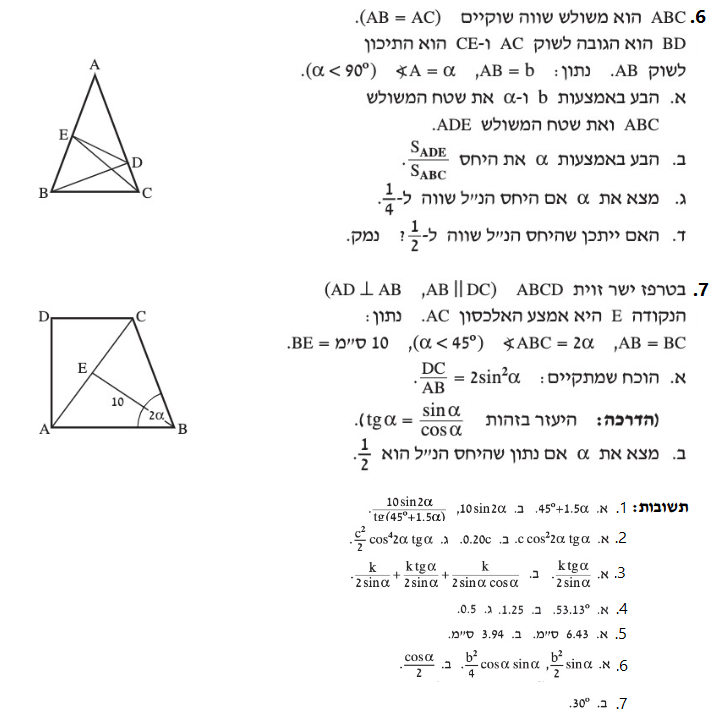 6. ABC הוא משולש שווה שוקיים (AB = AC).
BD הוא הגובה לשוק AC ו-CE הוא התיכון
לשוק AB. נתון: AB = b, ∢A = α (α < 90°).
א. הבע באמצעות b ו-α את שטח המשולש
ABC ואת שטח המשולש ADE.
ב. הבע באמצעות α את היחס S_ADE/S_ABC.
ג. מצא את α אם היחס הנ״ל שווה ל-1/4.
ד. האם ייתכן שהיחס הנ״ל שווה ל-1/2? נמק.
A
E
D
B
C
7. בטרפז ישר זוית ABCD (AD ⊥ AB, AB || DC)
הנקודה E היא אמצע האלכסון AC. נתון:
AB = BC, ∢ABC = 2α (α < 45°), 10 ס״מ = BE.
א. הוכח שמתקיים: DC/AB = 2sin²α.
(הדרכה: היעזר בזהות tgα = sin α/cos α).
ב. מצא את α אם נתון שהיחס הנ״ל הוא 1/2.
D
C
E
10
2α
A
B
תשובות: 1. א. 45°+1.5α. ב. 10sin2α, 10sin2α/tg(45°+1.5α).
2. א. c cos²2α tgα. ב. 0.20c. ג. c²/2 cos⁴2α tgα.
3. א. k tgα/2sinα. ב. k/2sinα + k tgα/2sinα + k/2sinα cosα.
4. א. 53.13°. ב. 1.25. ג. 0.5.
5. א. 6.43 ס״מ. ב. 3.94 ס״מ.
6. א. b²/2 sinα, b²/4 cosα sinα. ב. cosα/2.
7. ב. 30°.